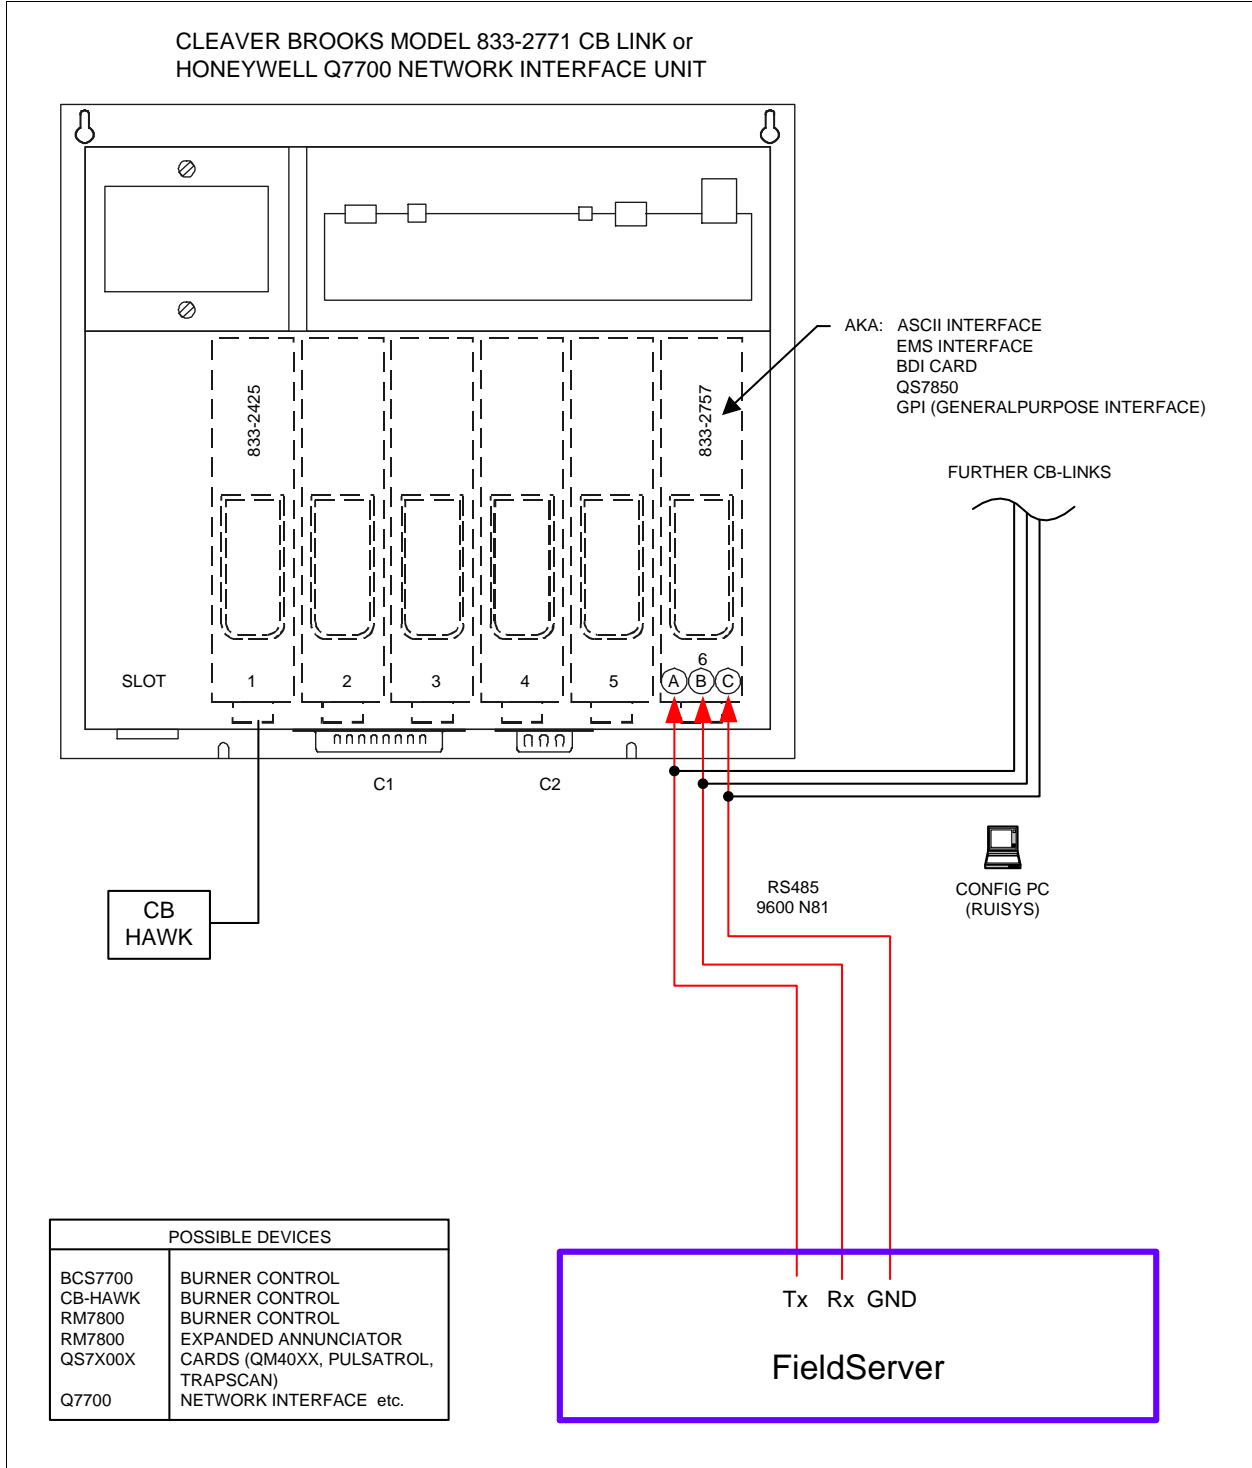 CLEAVER BROOKS MODEL 833-2771 CB LINK or
HONEYWELL Q7700 NETWORK INTERFACE UNIT
AKA: ASCII INTERFACE
EMS INTERFACE
BDI CARD
QS7850
GPI (GENERALPURPOSE INTERFACE)
833-2425
833-2757
FURTHER CB-LINKS
SLOT
1
2
3
4
5
6
A B C
C1
C2
CB
HAWK
RS485
9600 N81
CONFIG PC
(RUISYS)
POSSIBLE DEVICES
BCS7700 BURNER CONTROL
CB-HAWK BURNER CONTROL
RM7800 BURNER CONTROL
RM7800 EXPANDED ANNUNCIATOR
QS7X00X CARDS (QM40XX, PULSATROL,
TRAPSCAN)
Q7700 NETWORK INTERFACE etc.
Tx Rx GND
FieldServer